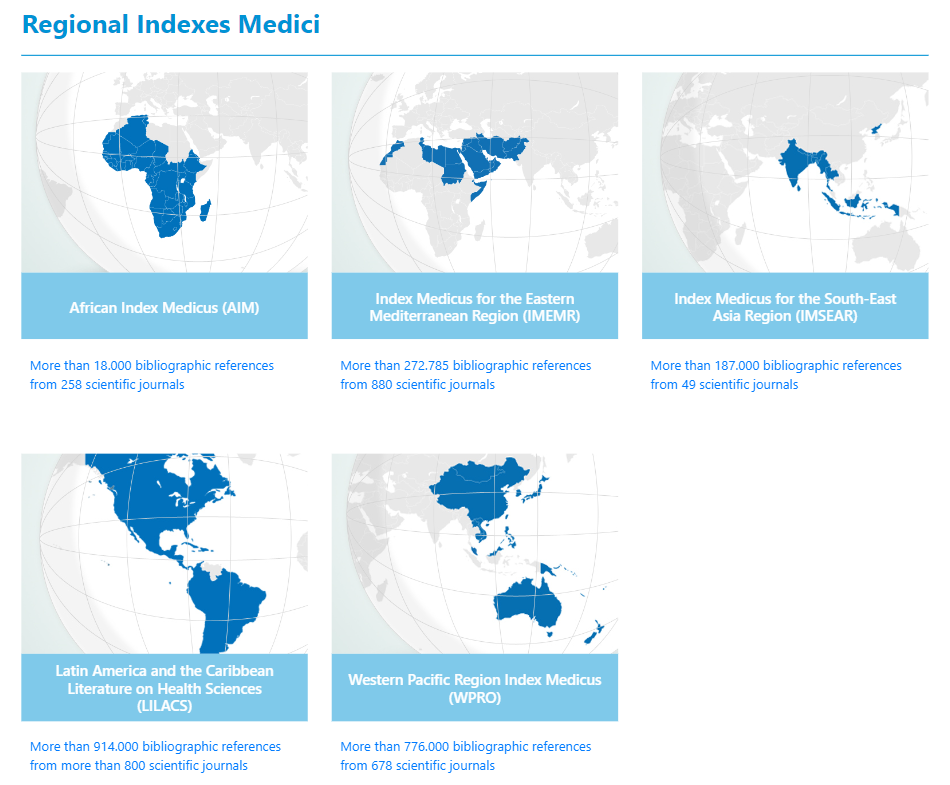 Regional Indexes Medici
African Index Medicus (AIM)
More than 18.000 bibliographic references
from 258 scientific journals
Index Medicus for the Eastern
Mediterranean Region (IMEMR)
More than 272.785 bibliographic references
from 880 scientific journals
Index Medicus for the South-East
Asia Region (IMSEAR)
More than 187.000 bibliographic references
from 49 scientific journals
Latin America and the Caribbean
Literature on Health Sciences
(LILACS)
More than 914.000 bibliographic references
from more than 800 scientific journals
Western Pacific Region Index Medicus
(WPRO)
More than 776.000 bibliographic references
from 678 scientific journals